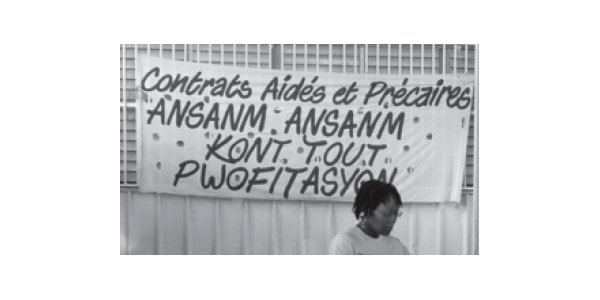 Contrats Aidés et Précaires
ANSANM ANSANM
KONT TOUT
PWOFITASYON